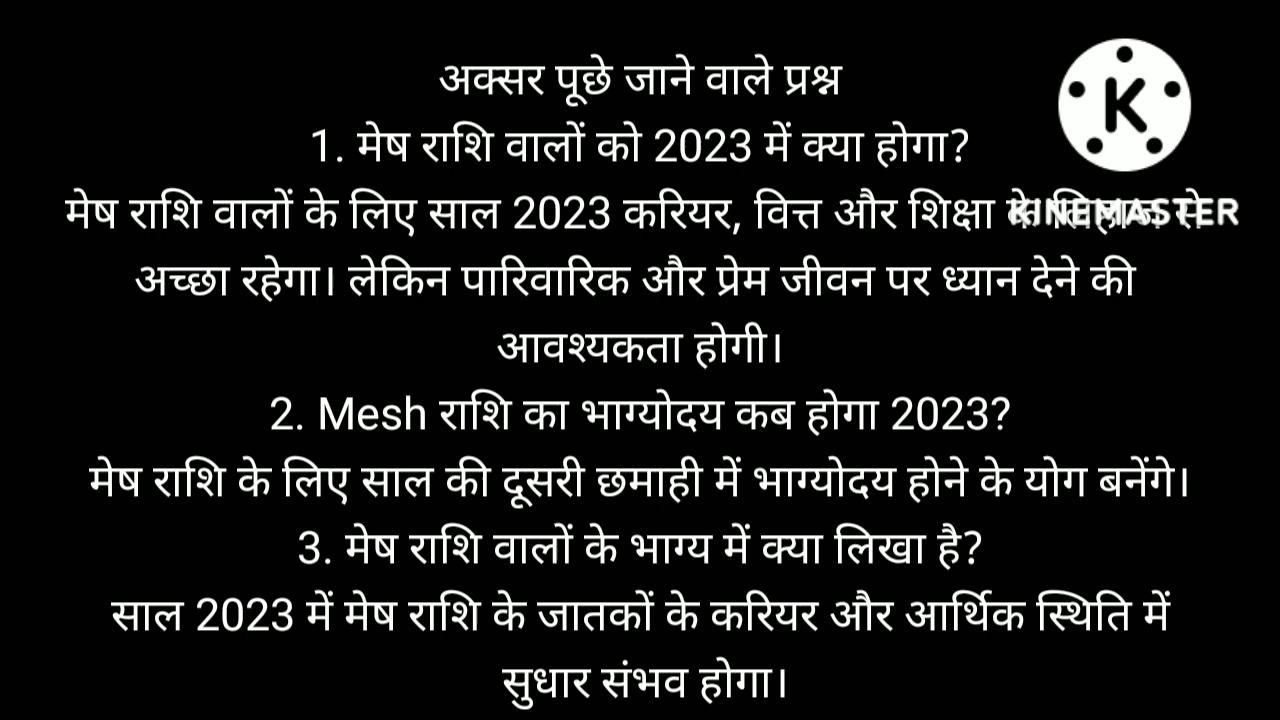 अक्सर पूछे जाने वाले प्रश्न
K
1. मेष राशि वालों को 2023 में क्या होगा?
मेष राशि वालों के लिए साल 2023 करियर, वित्त और शिक्षा के लिहाज से
KINEMASTER
अच्छा रहेगा। लेकिन पारिवारिक और प्रेम जीवन पर ध्यान देने की
आवश्यकता होगी।
2. Mesh राशि का भाग्योदय कब होगा 2023?
मेष राशि के लिए साल की दूसरी छमाही में भाग्योदय होने के योग बनेंगे।
3. मेष राशि वालों के भाग्य में क्या लिखा है?
साल 2023 में मेष राशि के जातकों के करियर और आर्थिक स्थिति में
सुधार संभव होगा।